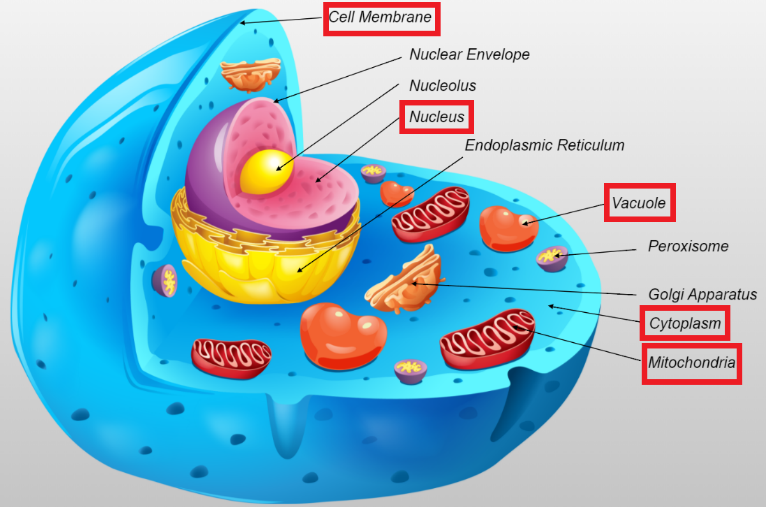 Cell Membrane
Nuclear Envelope
Nucleolus
Nucleus
Endoplasmic Reticulum
Vacuole
Peroxisome
Golgi Apparatus
Cytoplasm
Mitochondria